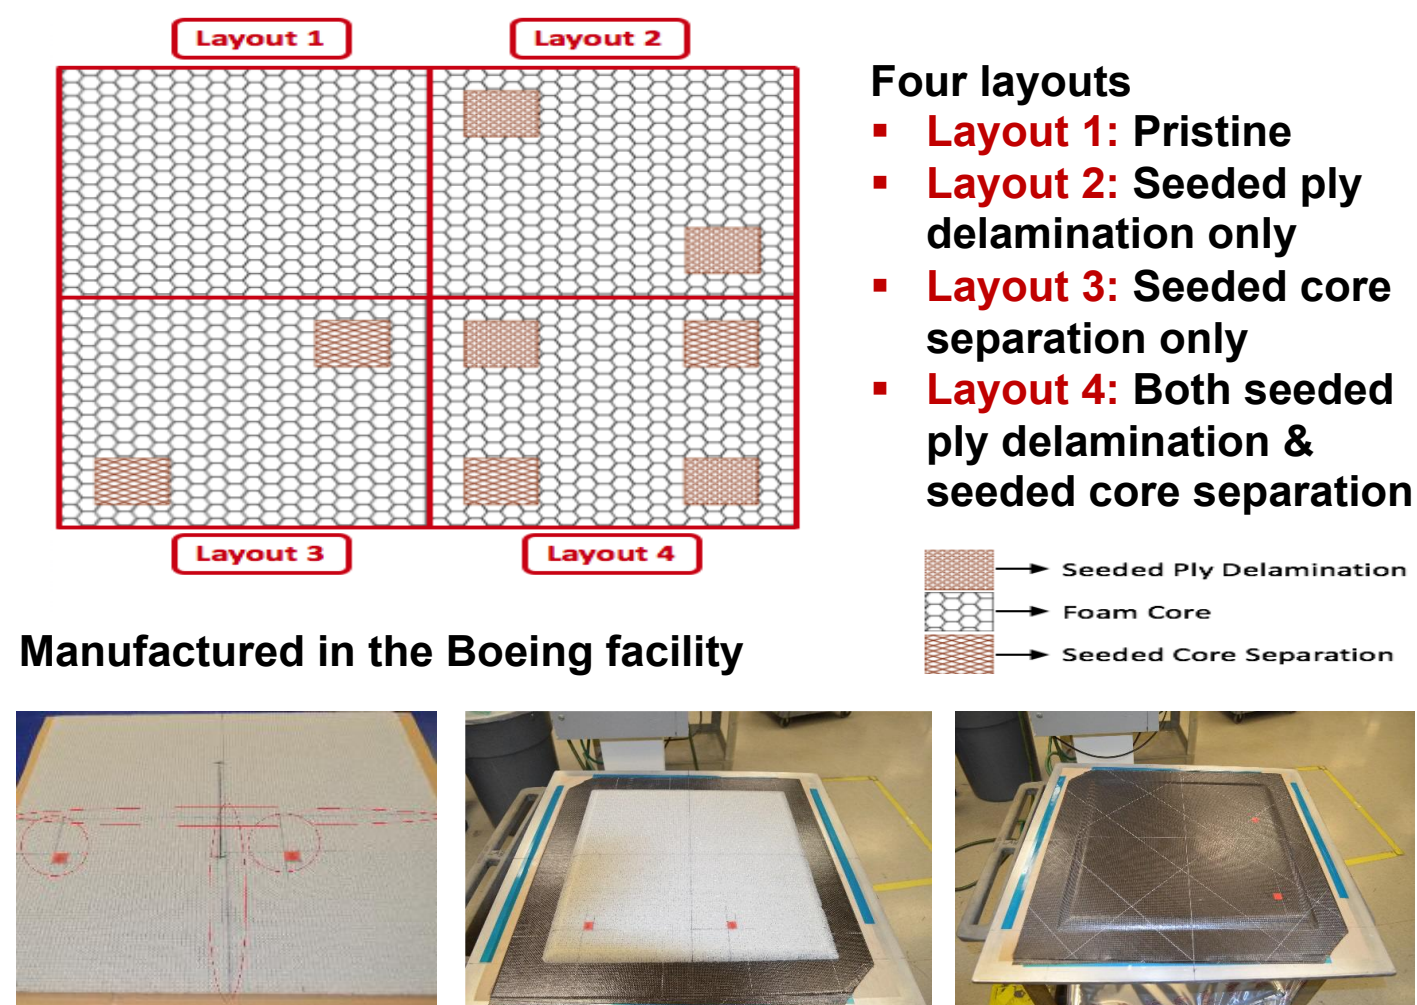 Layout 1
Layout 2
Four layouts
▪ Layout 1: Pristine
▪ Layout 2: Seeded ply
delamination only
▪ Layout 3: Seeded core
separation only
▪ Layout 4: Both seeded
ply delamination &
seeded core separation
Layout 3
Layout 4
Seeded Ply Delamination
Foam Core
Seeded Core Separation
Manufactured in the Boeing facility